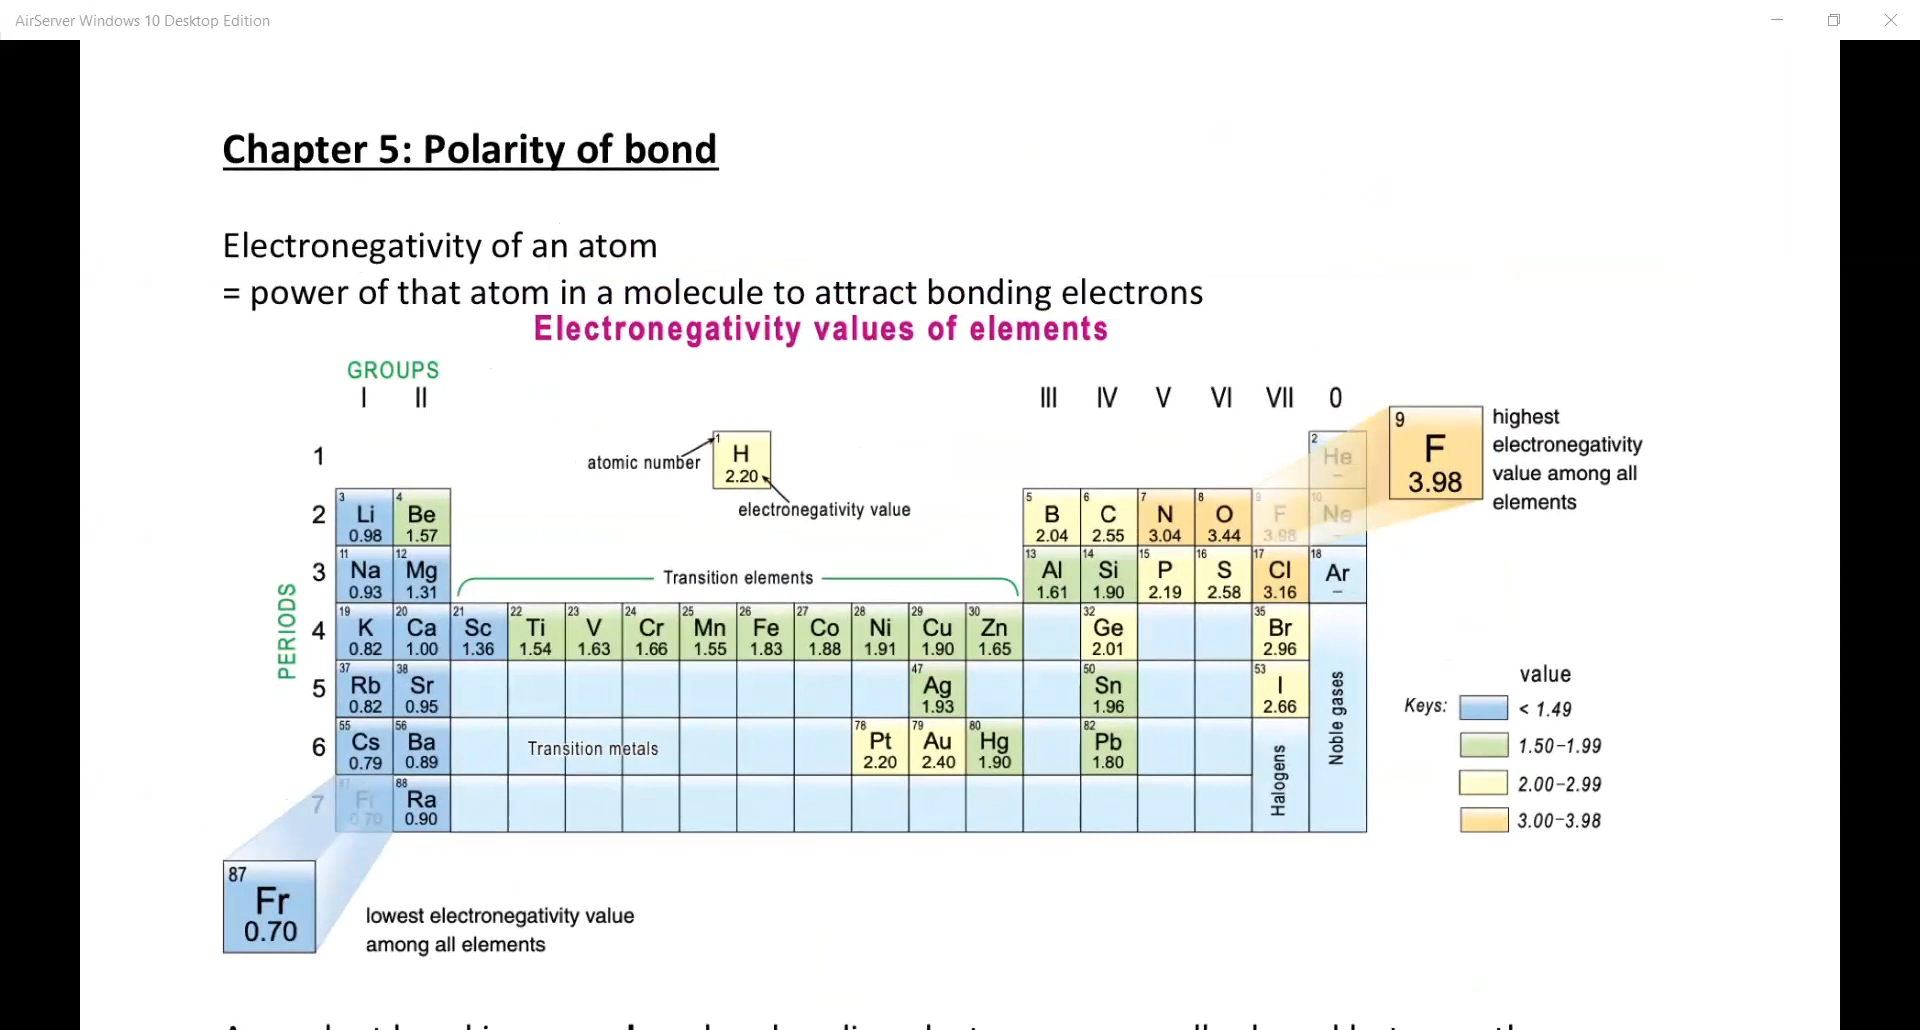 AirServer Windows 10 Desktop Edition
Chapter 5: Polarity of bond
Electronegativity of an atom
= power of that atom in a molecule to attract bonding electrons
Electronegativity values of elements
GROUPS
I II III IV V VI VII 0
PERIODS
1
atomic number
1 H 2.20
electronegativity value
2 He –
9 F 3.98
highest electronegativity value among all elements
2
3 Li 0.98
4 Be 1.57
5 B 2.04
6 C 2.55
7 N 3.04
8 O 3.44
9 F 3.98
10 Ne –
3
11 Na 0.93
12 Mg 1.31
Transition elements
13 Al 1.61
14 Si 1.90
15 P 2.19
16 S 2.58
17 Cl 3.16
18 Ar –
4
19 K 0.82
20 Ca 1.00
21 Sc 1.36
22 Ti 1.54
23 V 1.63
24 Cr 1.66
25 Mn 1.55
26 Fe 1.83
27 Co 1.88
28 Ni 1.91
29 Cu 1.90
30 Zn 1.65
32 Ge 2.01
35 Br 2.96
5
37 Rb 0.82
38 Sr 0.95
47 Ag 1.93
50 Sn 1.96
53 I 2.66
6
55 Cs 0.79
56 Ba 0.89
Transition metals
78 Pt 2.20
79 Au 2.40
80 Hg 1.90
82 Pb 1.80
Halogens
Noble gases
7
87 Fr 0.70
88 Ra 0.90
Keys:
value
< 1.49
1.50–1.99
2.00–2.99
3.00–3.98
87 Fr 0.70
lowest electronegativity value
among all elements